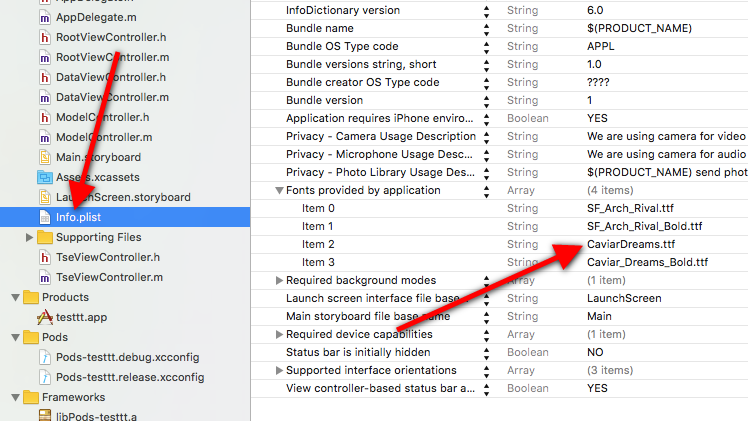 AppDelegate.h
AppDelegate.m
RootViewController.h
RootViewController.m
DataViewController.h
DataViewController.m
ModelController.h
ModelController.m
Main.storyboard
Assets.xcassets
LaunchScreen.storyboard
Info.plist
Supporting Files
TseViewController.h
TseViewController.m
Products
testtt.app
Pods
Pods-testtt.debug.xcconfig
Pods-testtt.release.xcconfig
Frameworks
libPods-testtt.a
InfoDictionary version String 6.0
Bundle name String $(PRODUCT_NAME)
Bundle OS Type code String APPL
Bundle versions string, short String 1.0
Bundle creator OS Type code String ????
Bundle version String 1
Application requires iPhone enviro... Boolean YES
Privacy - Camera Usage Description String We are using camera for video
Privacy - Microphone Usage Desc... String We are using camera for audio
Privacy - Photo Library Usage Des... String $(PRODUCT_NAME) send phot
Fonts provided by application Array (4 items)
Item 0 String SF_Arch_Rival.ttf
Item 1 String SF_Arch_Rival_Bold.ttf
Item 2 String CaviarDreams.ttf
Item 3 String Caviar_Dreams_Bold.ttf
Required background modes Array (1 item)
Launch screen interface file base... String LaunchScreen
Main storyboard file base name String Main
Required device capabilities Array (1 item)
Status bar is initially hidden Boolean NO
Supported interface orientations Array (3 items)
View controller-based status bar a... Boolean YES